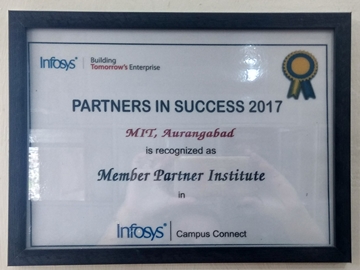 Infosys® | Building
Tomorrow's Enterprise
PARTNERS IN SUCCESS 2017
MIT, Aurangabad
is recognized as
Member Partner Institute
in
Infosys® | Campus Connect